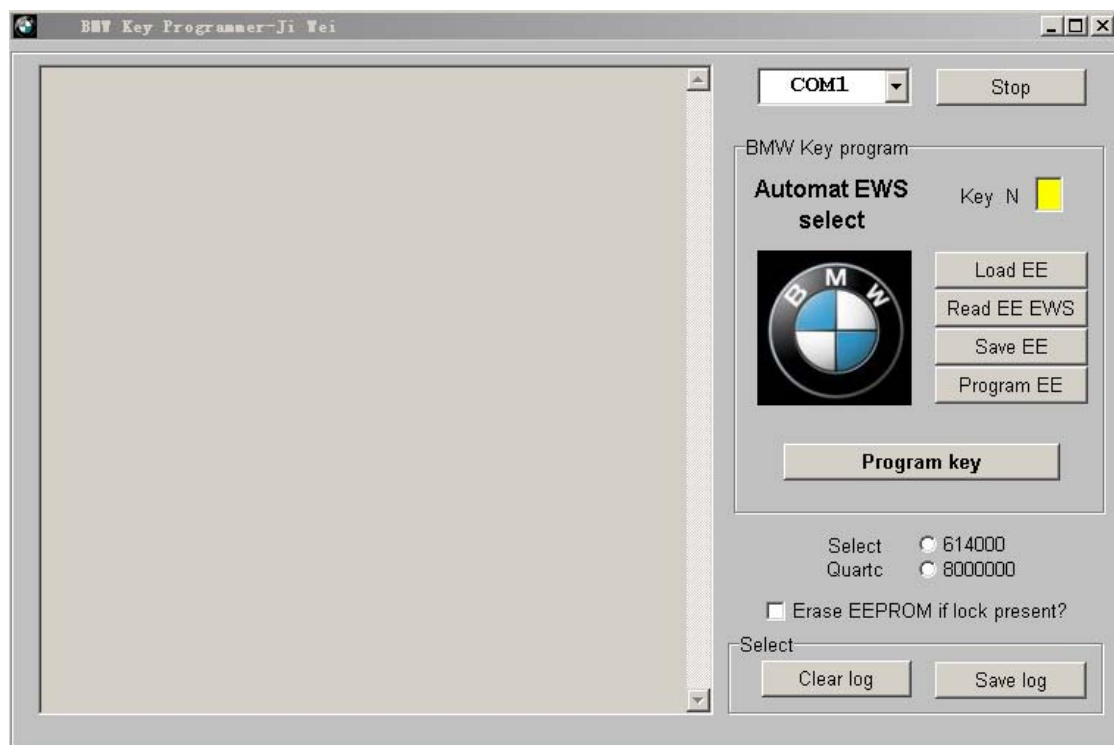 BMW Key Programmer-Ji Wei
COM1
Stop
BMW Key program
Automat EWS
select
Key N
BMW
Load EE
Read EE EWS
Save EE
Program EE
Program key
Select
Quartc
614000
8000000
Erase EEPROM if lock present?
Select
Clear log
Save log